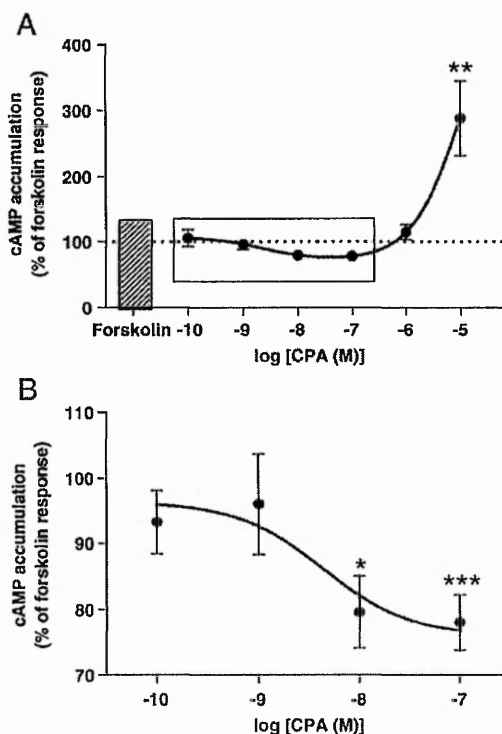 A
cAMP accumulation
(% of forskolin response)
400
300
200
100
0
**
Forskolin -10 -9 -8 -7 -6 -5
log [CPA (M)]
B
cAMP accumulation
(% of forskolin response)
110
100
90
80
70
*
***
-10 -9 -8 -7
log [CPA (M)]